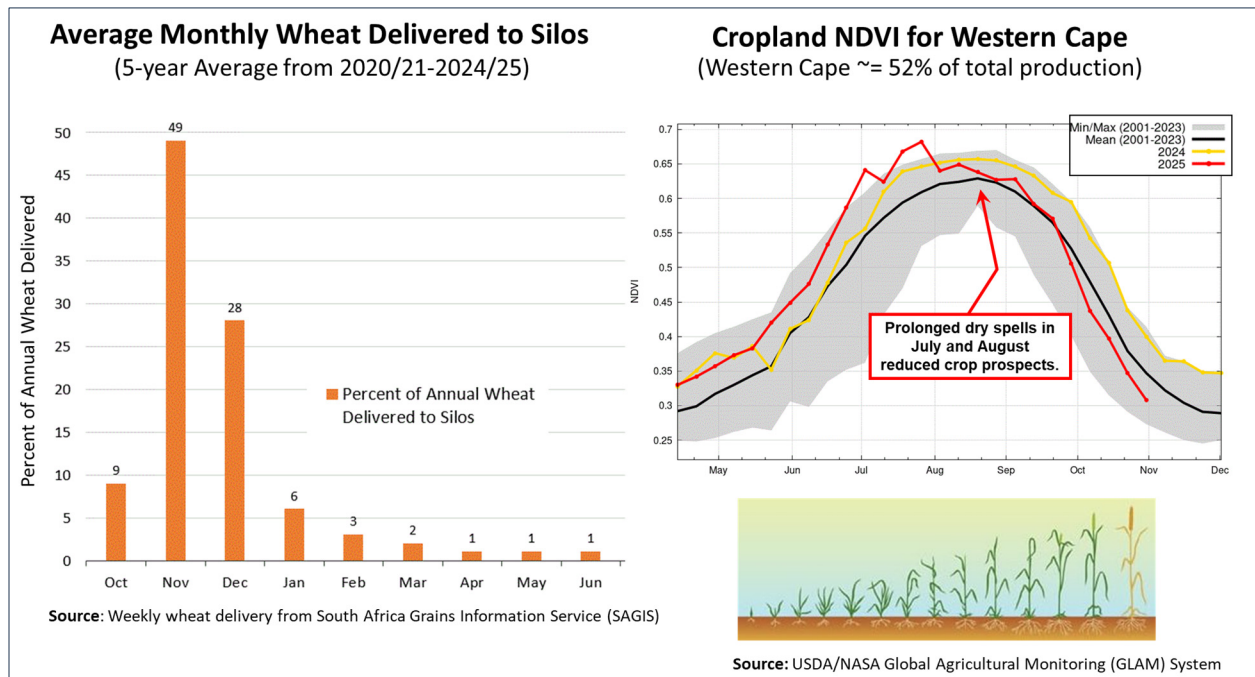 Average Monthly Wheat Delivered to Silos
(5-year Average from 2020/21-2024/25)
Percent of Annual Wheat Delivered
50
45
40
35
30
25
20
15
10
5
0
9
49
28
6
3
2
1
1
1
Percent of Annual Wheat
Delivered to Silos
Oct
Nov
Dec
Jan
Feb
Mar
Apr
May
Jun
Source: Weekly wheat delivery from South Africa Grains Information Service (SAGIS)
Cropland NDVI for Western Cape
(Western Cape ~= 52% of total production)
Min/Max (2001-2023)
Mean (2001-2023)
2024
2025
NDVI
0.7
0.65
0.6
0.55
0.5
0.45
0.4
0.35
0.3
0.25
Prolonged dry spells in
July and August
reduced crop prospects.
May
Jun
Jul
Aug
Sep
Oct
Nov
Dec
Source: USDA/NASA Global Agricultural Monitoring (GLAM) System